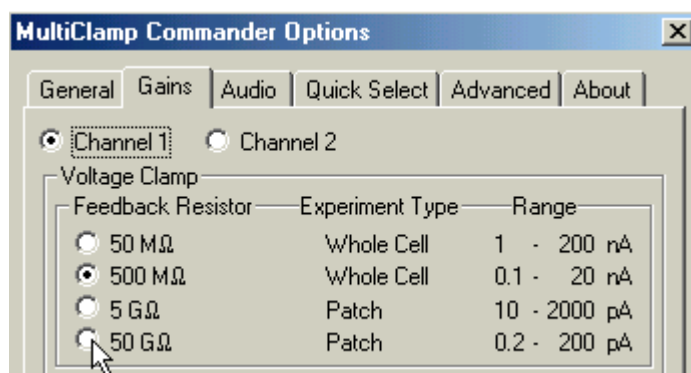 MultiClamp Commander Options
General Gains Audio Quick Select Advanced About
Channel 1 Channel 2
Voltage Clamp
Feedback Resistor Experiment Type Range
50 MΩ Whole Cell 1 - 200 nA
500 MΩ Whole Cell 0.1 - 20 nA
5 GΩ Patch 10 - 2000 pA
50 GΩ Patch 0.2 - 200 pA